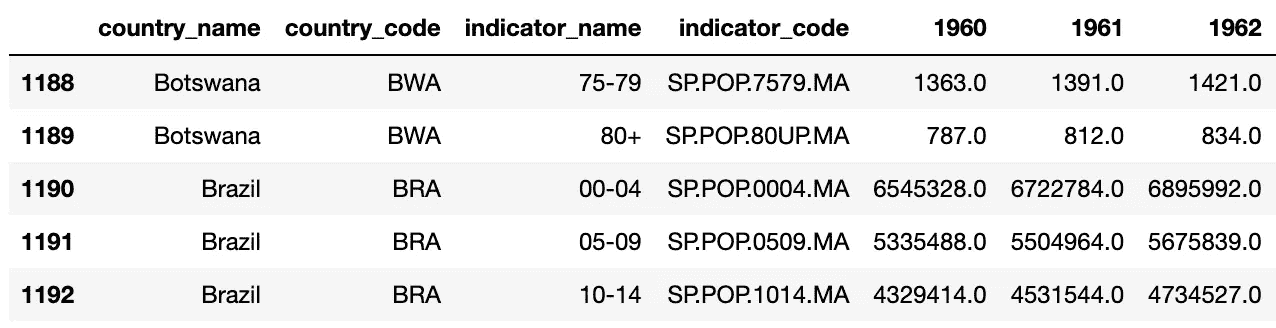 country_name country_code indicator_name indicator_code 1960 1961 1962
1188 Botswana BWA 75-79 SP.POP.7579.MA 1363.0 1391.0 1421.0
1189 Botswana BWA 80+ SP.POP.80UP.MA 787.0 812.0 834.0
1190 Brazil BRA 00-04 SP.POP.0004.MA 6545328.0 6722784.0 6895992.0
1191 Brazil BRA 05-09 SP.POP.0509.MA 5335488.0 5504964.0 5675839.0
1192 Brazil BRA 10-14 SP.POP.1014.MA 4329414.0 4531544.0 4734527.0